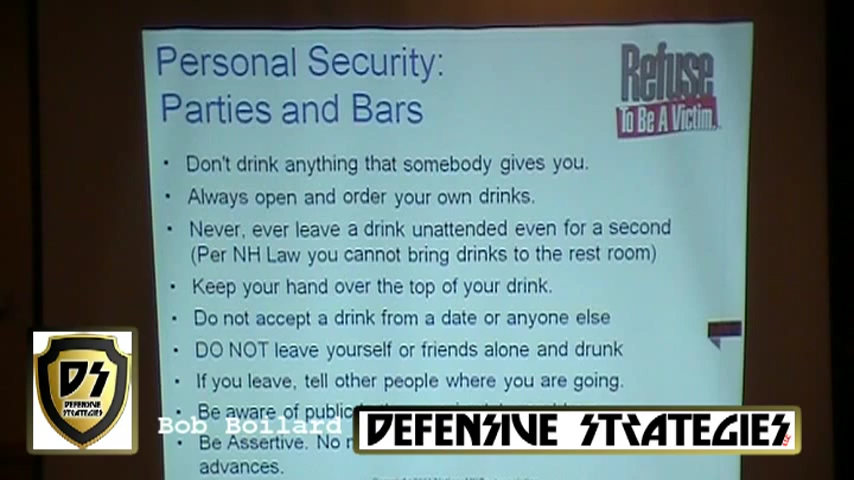 Personal Security:
Parties and Bars
Refuse
To Be A Victim
• Don't drink anything that somebody gives you.
• Always open and order your own drinks.
• Never, ever leave a drink unattended even for a second
(Per NH Law you cannot bring drinks to the rest room)
• Keep your hand over the top of your drink.
• Do not accept a drink from a date or anyone else
• DO NOT leave yourself or friends alone and drunk
• If you leave, tell other people where you are going.
• Be aware of public
• Be Assertive. No
advances.
DS
DEFENSIVE
STRATEGIES
Bob Boilard
DEFENSIVE STRATEGIES